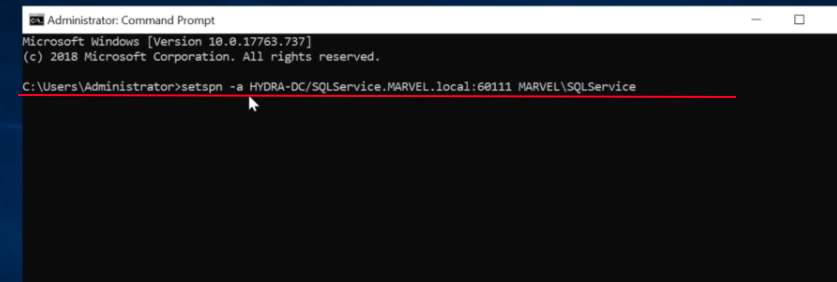 Administrator: Command Prompt
Microsoft Windows [Version 10.0.17763.737]
(c) 2018 Microsoft Corporation. All rights reserved.
C:\Users\Administrator>setspn -a HYDRA-DC/SQLService.MARVEL.local:60111 MARVEL\SQLService